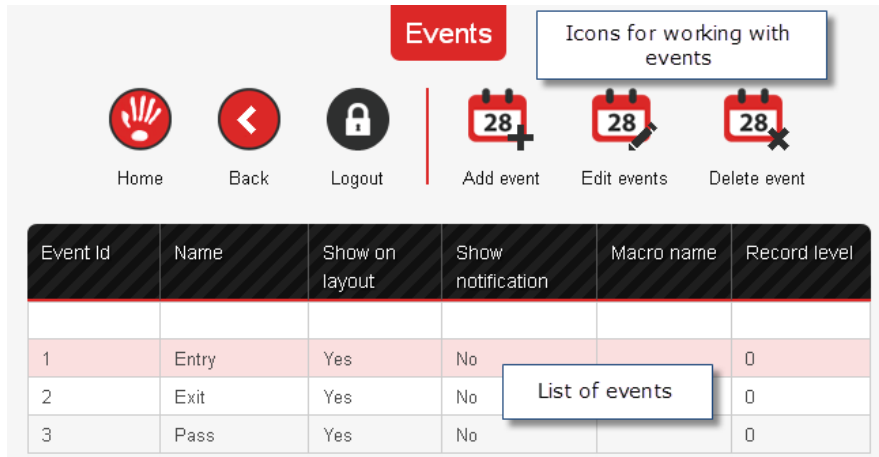 Events
Icons for working with
events
28 28 28
Home Back Logout Add event Edit events Delete event
Event Id Name Show on layout Show notification Macro name Record level
1 Entry Yes No 0
2 Exit Yes No 0
List of events
3 Pass Yes No 0